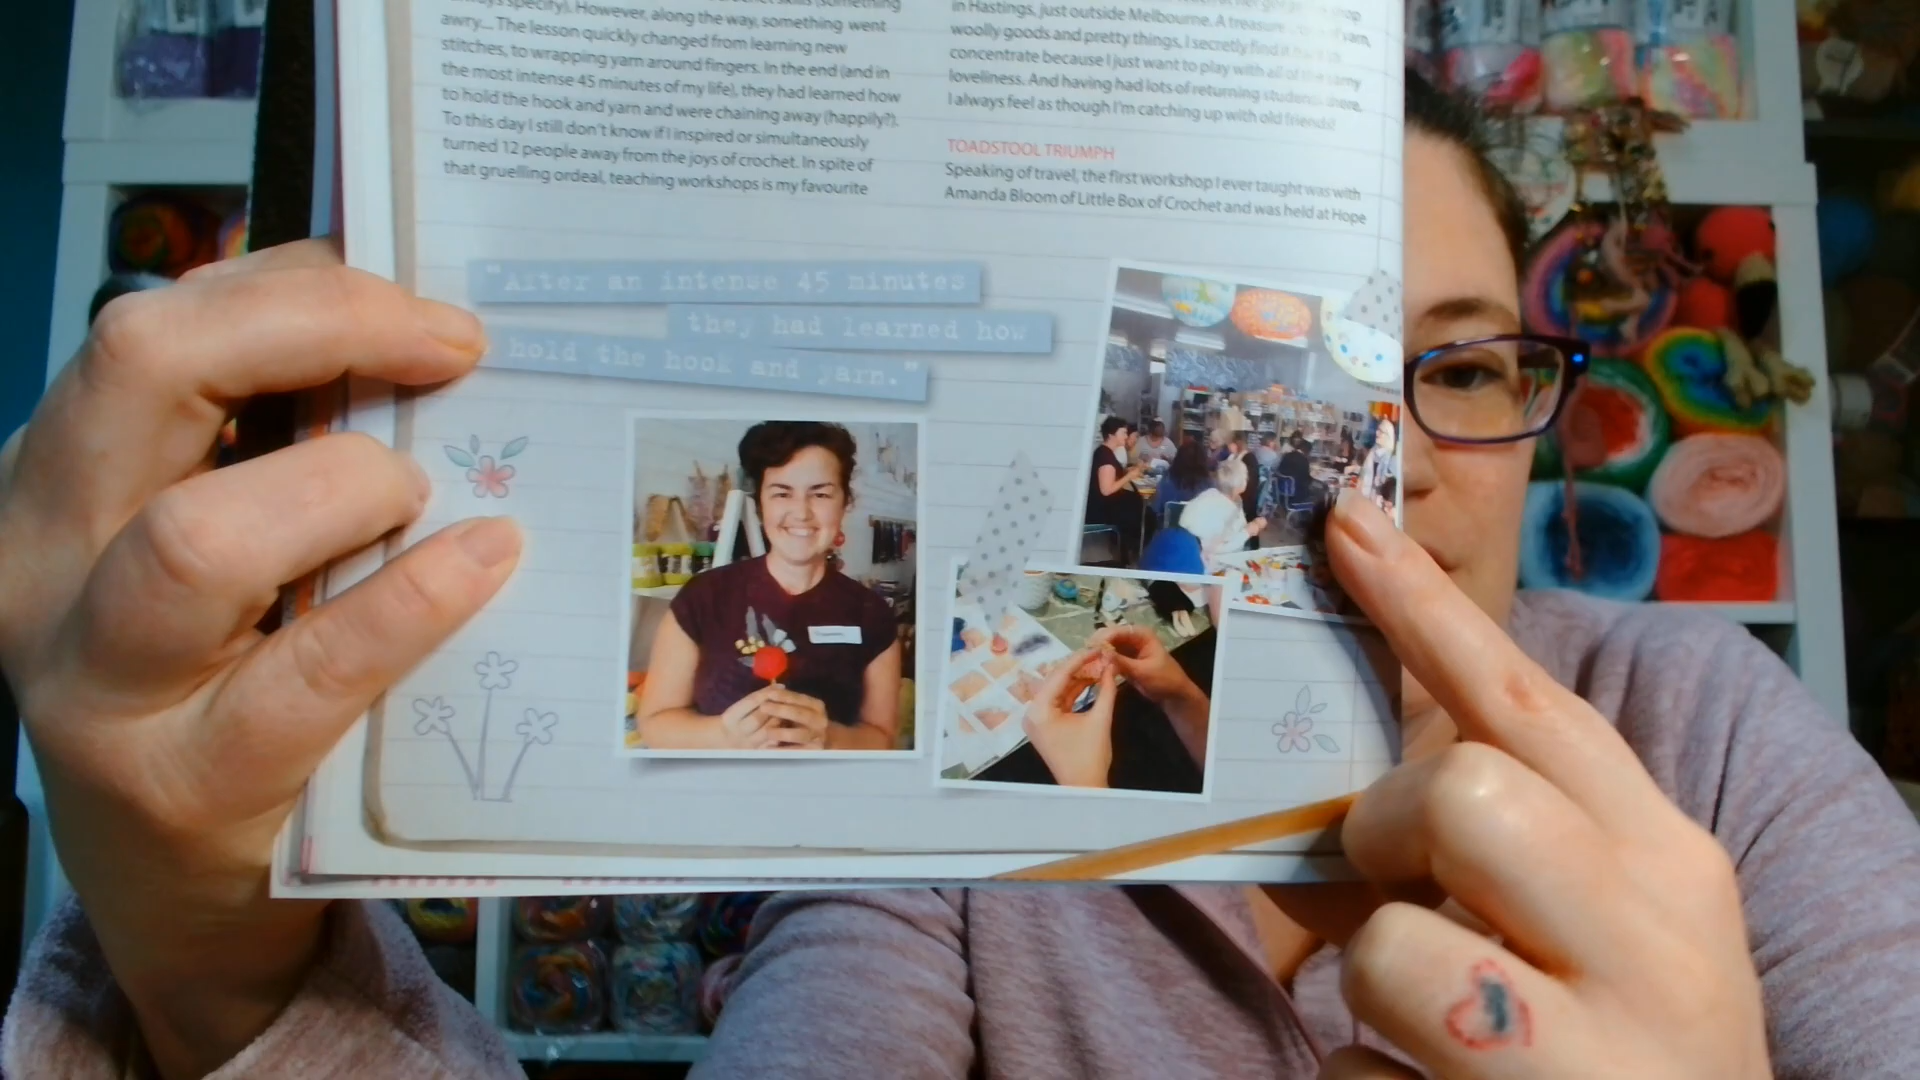 However, along the way, something went
awry... The lesson quickly changed from learning new
stitches, to wrapping yarn around fingers. In the end (and in
the most intense 45 minutes of my life), they had learned how
to hold the hook and yarn and were chaining away (happily?).
To this day I still don't know if I inspired or simultaneously
turned 12 people away from the joys of crochet. In spite of
that gruelling ordeal, teaching workshops is my favourite
in Hastings, just outside Melbourne. A treasure yarn,
woolly goods and pretty things, I secretly find it
concentrate because I just want to play with all of the
loveliness. And having had lots of returning students there,
I always feel as though I'm catching up with old friends!
TOADSTOOL TRIUMPH
Speaking of travel, the first workshop I ever taught was with
Amanda Bloom of Little Box of Crochet and was held at Hope
"After an intense 45 minutes
they had learned how
hold the hook and yarn."